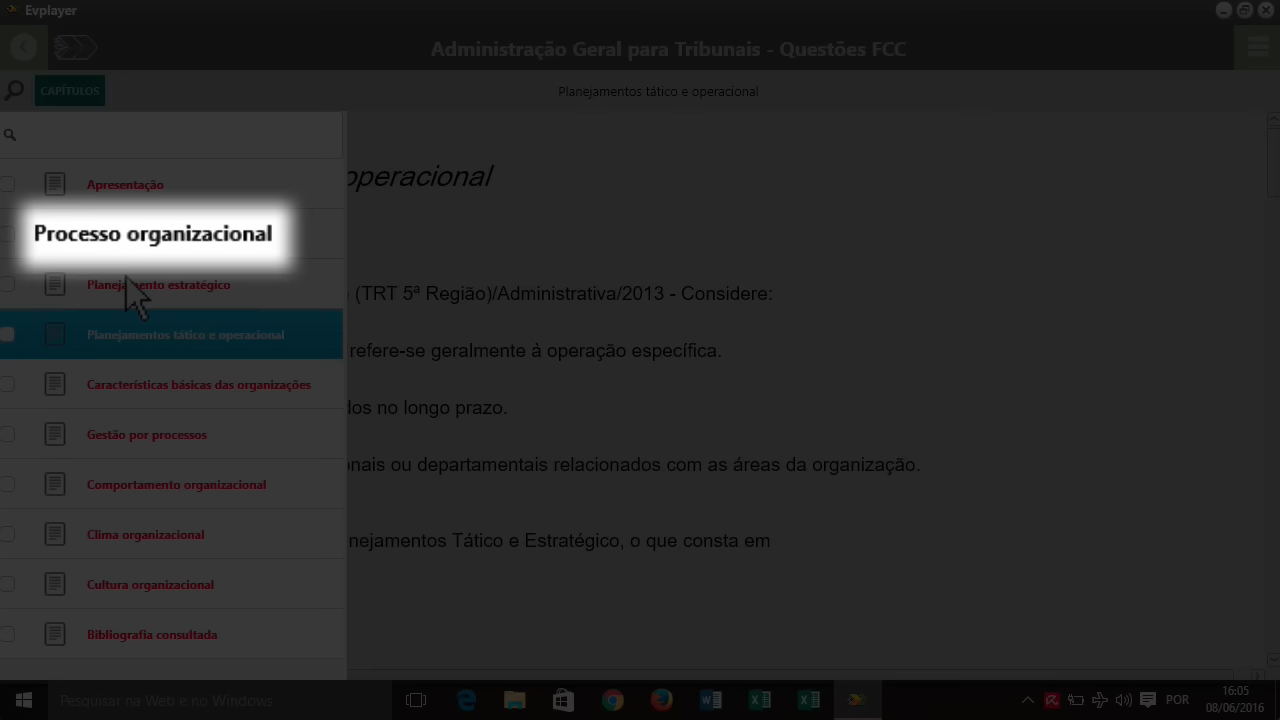 Evplayer
Administração Geral para Tribunais - Questões FCC
CAPÍTULOS
Planejamentos tático e operacional
Apresentação
Processo organizacional
Planejamento estratégico
Planejamentos tático e operacional
Características básicas das organizações
Gestão por processos
Comportamento organizacional
Clima organizacional
Cultura organizacional
Bibliografia consultada
operacional
(TRT 5ª Região)/Administrativa/2013 - Considere:
refere-se geralmente à operação específica.
no longo prazo.
ou departamentais relacionados com as áreas da organização.
Tático e Estratégico, o que consta em
Pesquisar na Web e no Windows
POR
16:05
08/06/2016